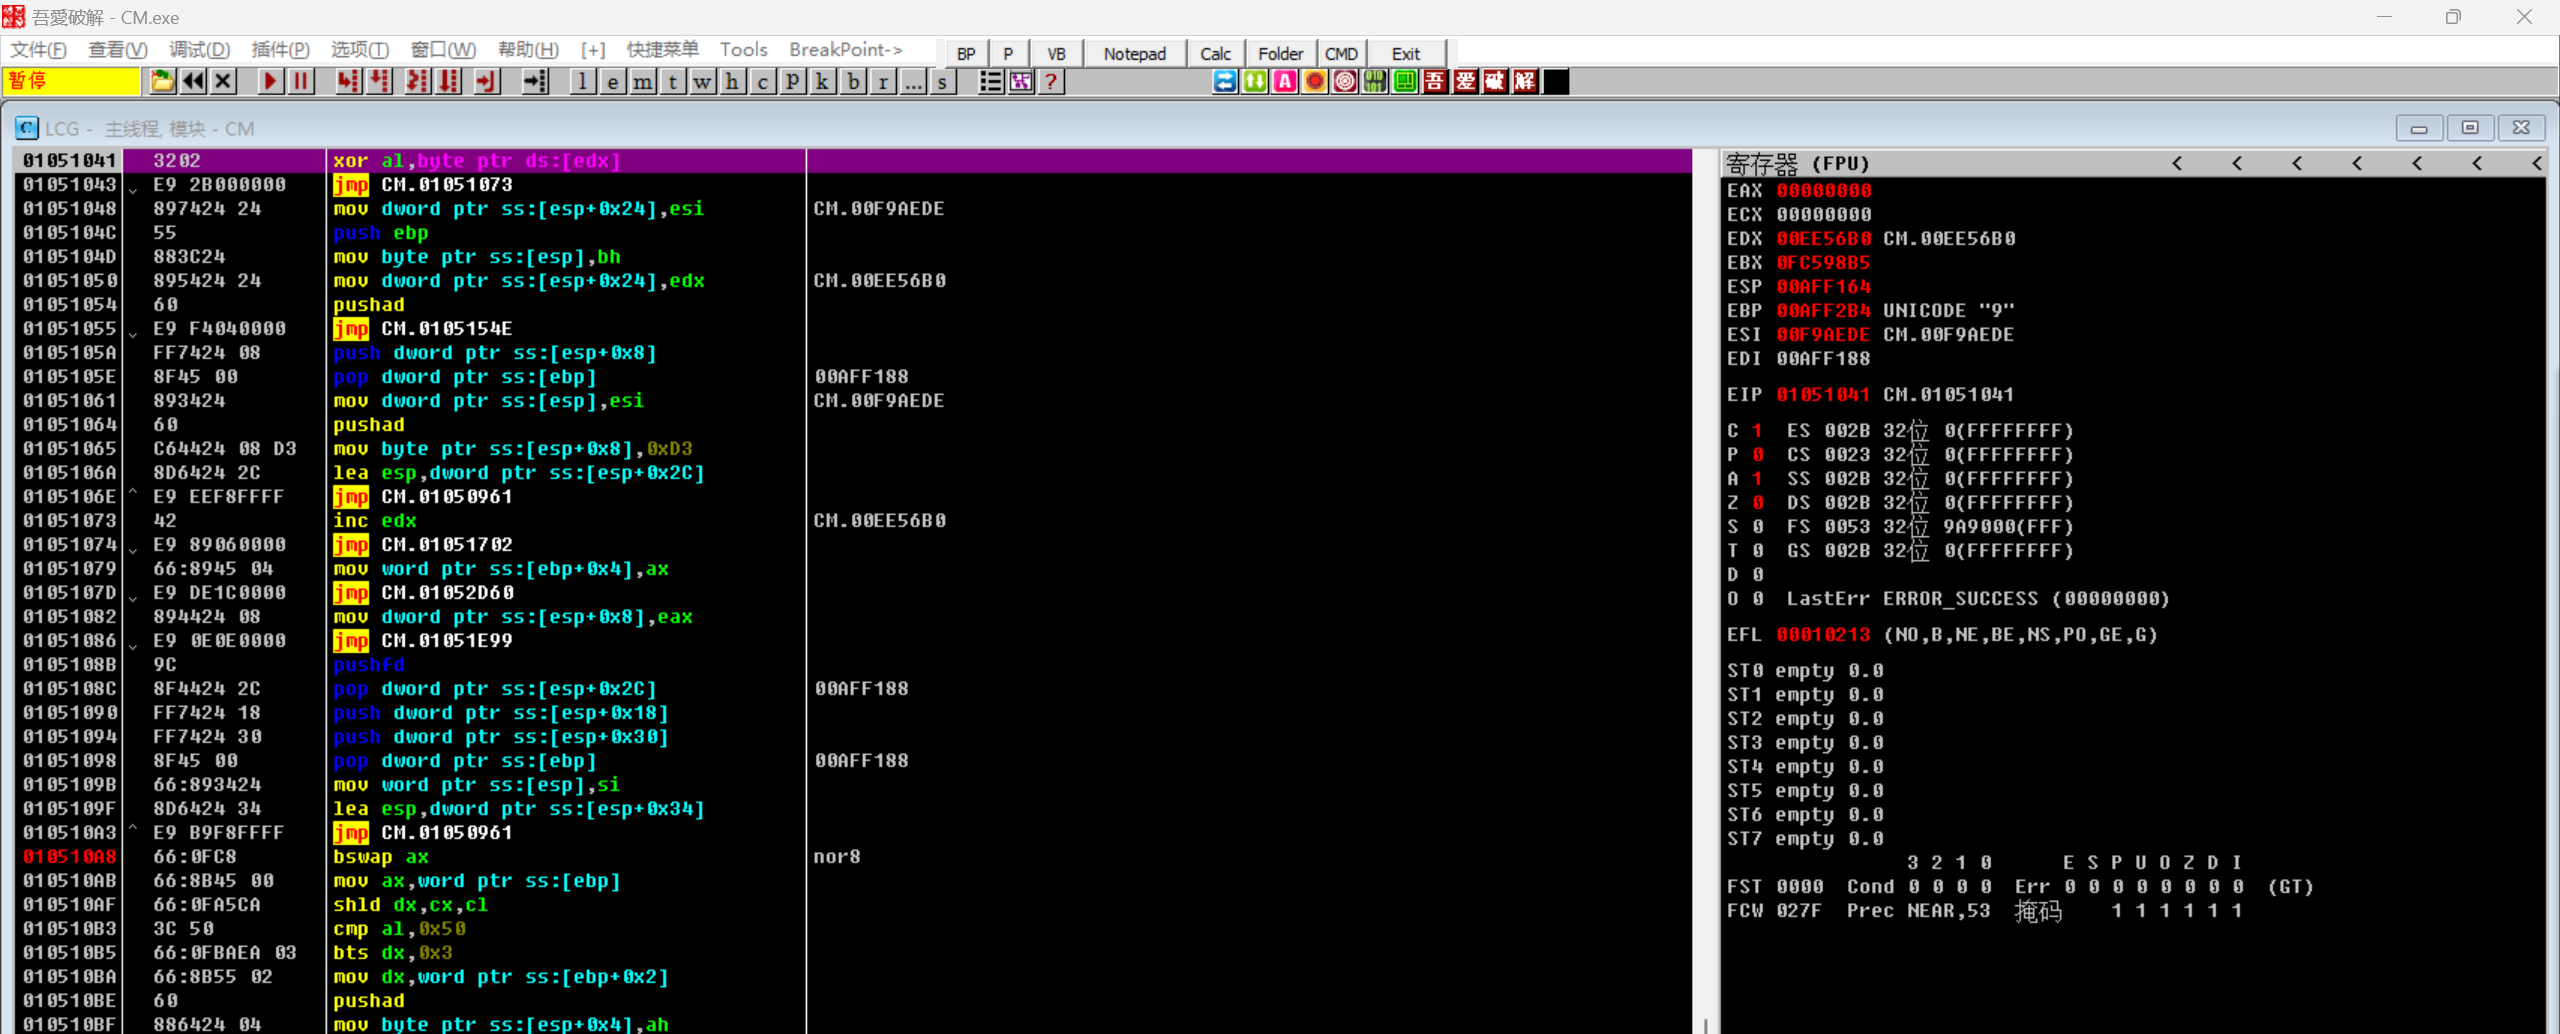 吾愛破解 - CM.exe
文件(F) 查看(V) 调试(D) 插件(P) 选项(T) 窗口(W) 帮助(H) [+] 快捷菜单 Tools BreakPoint-> BP P VB Notepad Calc Folder CMD Exit
暂停 l e m t w h c p k b r ... s ? A 吾 爱 破 解
C LCG - 主线程, 模块 - CM
01051041 3202 xor al,byte ptr ds:[edx]
01051043 E9 2B000000 jmp CM.01051073
01051048 897424 24 mov dword ptr ss:[esp+0x24],esi CM.00F9AEDE
0105104C 55 push ebp
0105104D 883C24 mov byte ptr ss:[esp],bh
01051050 895424 24 mov dword ptr ss:[esp+0x24],edx CM.00EE56B0
01051054 60 pushad
01051055 E9 F4040000 jmp CM.0105154E
0105105A FF7424 08 push dword ptr ss:[esp+0x8]
0105105E 8F45 00 pop dword ptr ss:[ebp] 00AFF188
01051061 893424 mov dword ptr ss:[esp],esi CM.00F9AEDE
01051064 60 pushad
01051065 C64424 08 D3 mov byte ptr ss:[esp+0x8],0xD3
0105106A 8D6424 2C lea esp,dword ptr ss:[esp+0x2C]
0105106E ^ E9 EEF8FFFF jmp CM.01050961
01051073 42 inc edx CM.00EE56B0
01051074 E9 89060000 jmp CM.01051702
01051079 66:8945 04 mov word ptr ss:[ebp+0x4],ax
0105107D E9 DE1C0000 jmp CM.01052D60
01051082 894424 08 mov dword ptr ss:[esp+0x8],eax
01051086 E9 0E0E0000 jmp CM.01051E99
0105108B 9C pushfd
0105108C 8F4424 2C pop dword ptr ss:[esp+0x2C] 00AFF188
01051090 FF7424 18 push dword ptr ss:[esp+0x18]
01051094 FF7424 30 push dword ptr ss:[esp+0x30]
01051098 8F45 00 pop dword ptr ss:[ebp] 00AFF188
0105109B 66:893424 mov word ptr ss:[esp],si
0105109F 8D6424 34 lea esp,dword ptr ss:[esp+0x34]
010510A3 ^ E9 B9F8FFFF jmp CM.01050961
010510A8 66:0FC8 bswap ax nor8
010510AB 66:8B45 00 mov ax,word ptr ss:[ebp]
010510AF 66:0FA5CA shld dx,cx,cl
010510B3 3C 50 cmp al,0x50
010510B5 66:0FBAEA 03 bts dx,0x3
010510BA 66:8B55 02 mov dx,word ptr ss:[ebp+0x2]
010510BE 60 pushad
010510BF 886424 04 mov byte ptr ss:[esp+0x4],ah
寄存器 (FPU) < < < < < < <
EAX 00000000
ECX 00000000
EDX 00EE56B0 CM.00EE56B0
EBX 0FC598B5
ESP 00AFF164
EBP 00AFF2B4 UNICODE "9"
ESI 00F9AEDE CM.00F9AEDE
EDI 00AFF188
EIP 01051041 CM.01051041
C 1 ES 002B 32位 0(FFFFFFFF)
P 0 CS 0023 32位 0(FFFFFFFF)
A 1 SS 002B 32位 0(FFFFFFFF)
Z 0 DS 002B 32位 0(FFFFFFFF)
S 0 FS 0053 32位 9A9000(FFF)
T 0 GS 002B 32位 0(FFFFFFFF)
D 0
O 0 LastErr ERROR_SUCCESS (00000000)
EFL 00010213 (NO,B,NE,BE,NS,PO,GE,G)
ST0 empty 0.0
ST1 empty 0.0
ST2 empty 0.0
ST3 empty 0.0
ST4 empty 0.0
ST5 empty 0.0
ST6 empty 0.0
ST7 empty 0.0
3 2 1 0 E S P U O Z D I
FST 0000 Cond 0 0 0 0 Err 0 0 0 0 0 0 0 0 (GT)
FCW 027F Prec NEAR,53 掩码 1 1 1 1 1 1